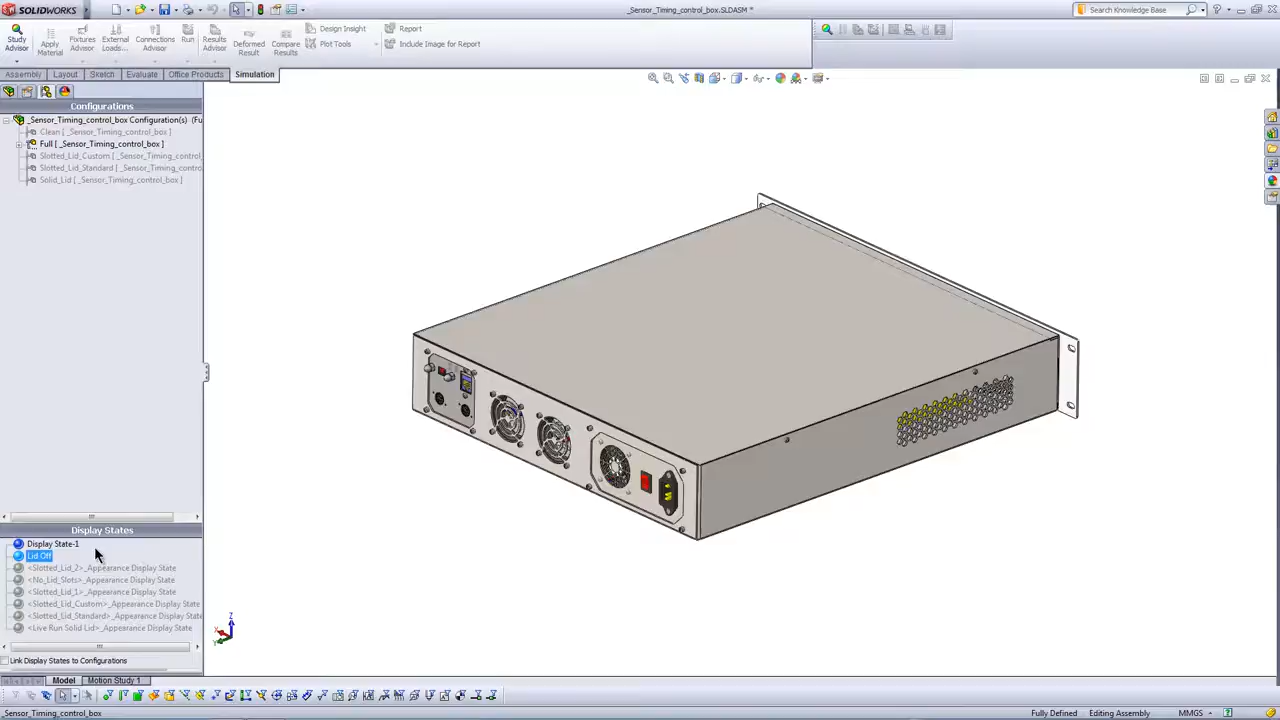 SOLIDWORKS
_Sensor_Timing_control_box.SLDASM *
Search Knowledge Base
Study Advisor
Apply Material
Fixtures Advisor
External Loads...
Connections Advisor
Run
Results Advisor
Deformed Result
Compare Results
Design Insight
Plot Tools
Report
Include Image for Report
Assembly
Layout
Sketch
Evaluate
Office Products
Simulation
Configurations
_Sensor_Timing_control_box Configuration(s) (Fu
Clean [ _Sensor_Timing_control_box ]
Full [ _Sensor_Timing_control_box ]
Slotted_Lid_Custom [ _Sensor_Timing_control_
Slotted_Lid_Standard [ _Sensor_Timing_contro
Solid_Lid [ _Sensor_Timing_control_box ]
Display States
Display State-1
Lid Off
<Slotted_Lid_2>_Appearance Display State
<No_Lid_Slots>_Appearance Display State
<Slotted_Lid_1>_Appearance Display State
<Slotted_Lid_Custom>_Appearance Display State
<Slotted_Lid_Standard>_Appearance Display Sta
<Live Run Solid Lid>_Appearance Display State
Link Display States to Configurations
Model
Motion Study 1
Z
X
Y
_Sensor_Timing_control_box
Fully Defined
Editing Assembly
MMGS